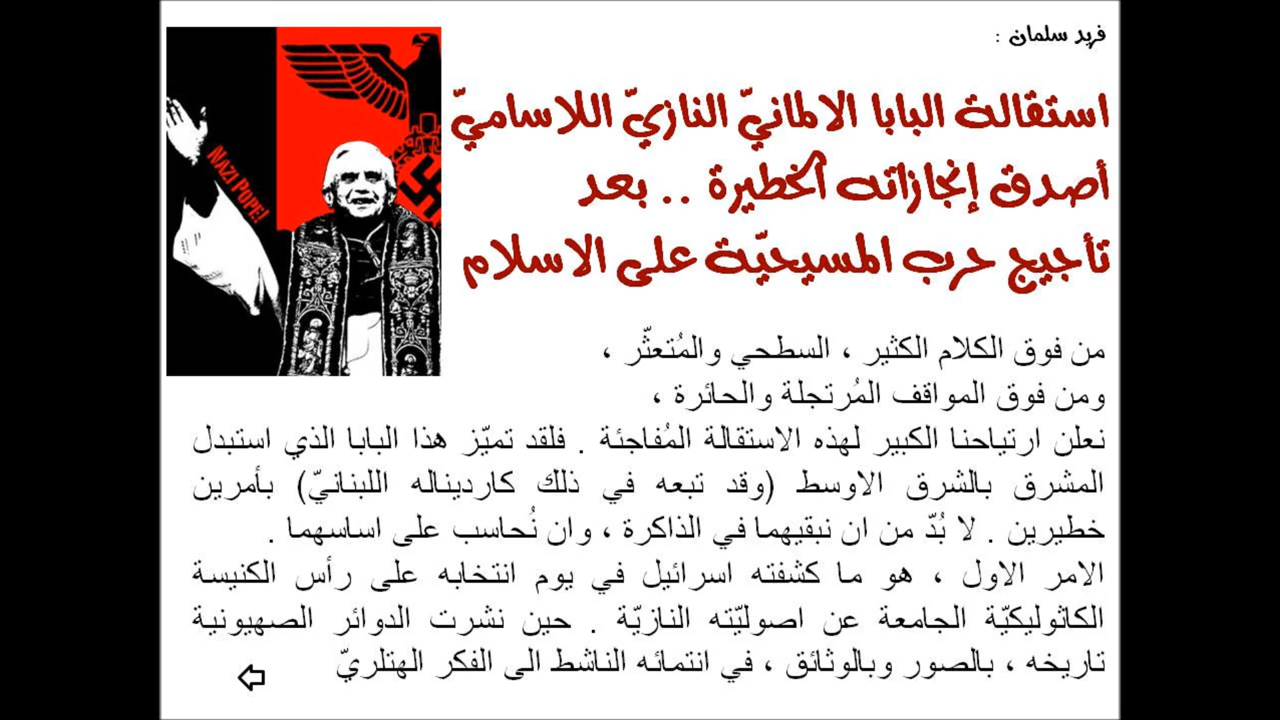 فريد سلمان :
استقالة البابا الالمانيّ النازيّ اللاساميّ
أصدق إنجازاته الخطيرة .. بعد
تأجيج حرب المسيحيّة على الاسلام
NAZI POPE!
من فوق الكلام الكثير ، السطحي والمُتعثّر ،
ومن فوق المواقف المُرتجلة والحائرة ،
نعلن ارتياحنا الكبير لهذه الاستقالة المُفاجئة . فلقد تميّز هذا البابا الذي استبدل
المشرق بالشرق الاوسط (وقد تبعه في ذلك كارديناله اللبنانيّ) بأمرين
خطيرين . لا بُدّ من ان نبقيهما في الذاكرة ، وان نُحاسب على اساسهما .
الامر الاول ، هو ما كشفته اسرائيل في يوم انتخابه على رأس الكنيسة
الكاثوليكيّة الجامعة عن اصوليّته النازيّة . حين نشرت الدوائر الصهيونية
تاريخه ، بالصور وبالوثائق ، في انتمائه الناشط الى الفكر الهتلريّ